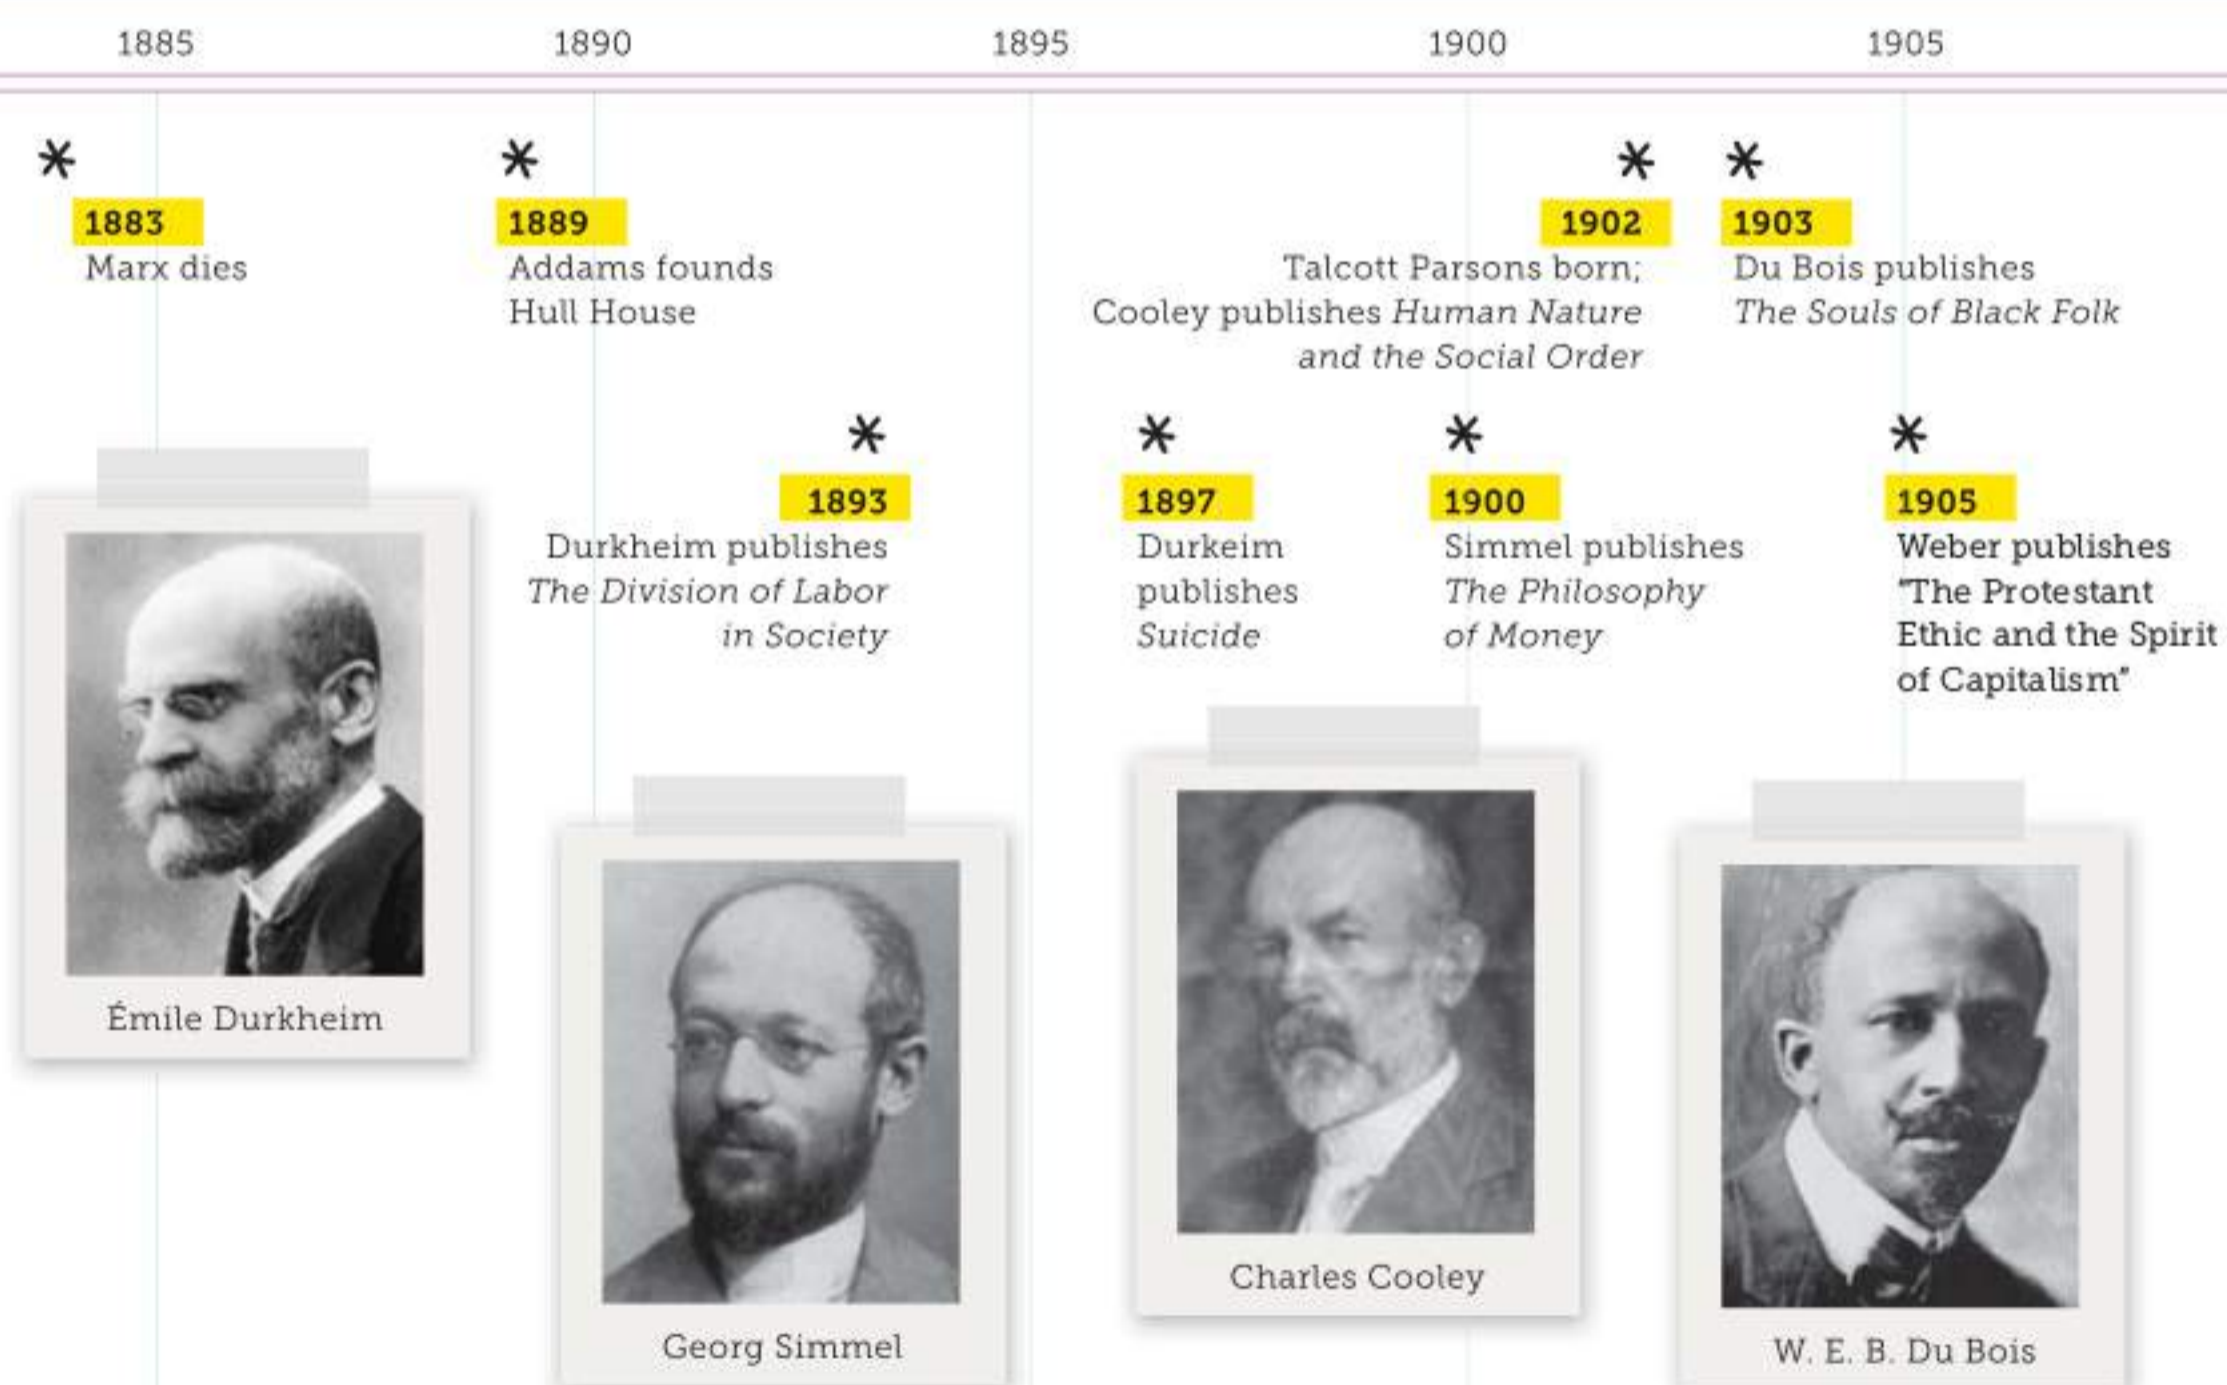 1885
1890
1895
1900
1905
1883
Marx dies
1889
Addams founds
Hull House
1902
Talcott Parsons born;
Cooley publishes Human Nature
and the Social Order
1903
Du Bois publishes
The Souls of Black Folk
1893
Durkheim publishes
The Division of Labor
in Society
1897
Durkeim
publishes
Suicide
1900
Simmel publishes
The Philosophy
of Money
1905
Weber publishes
"The Protestant
Ethic and the Spirit
of Capitalism"
Émile Durkheim
Georg Simmel
Charles Cooley
W. E. B. Du Bois